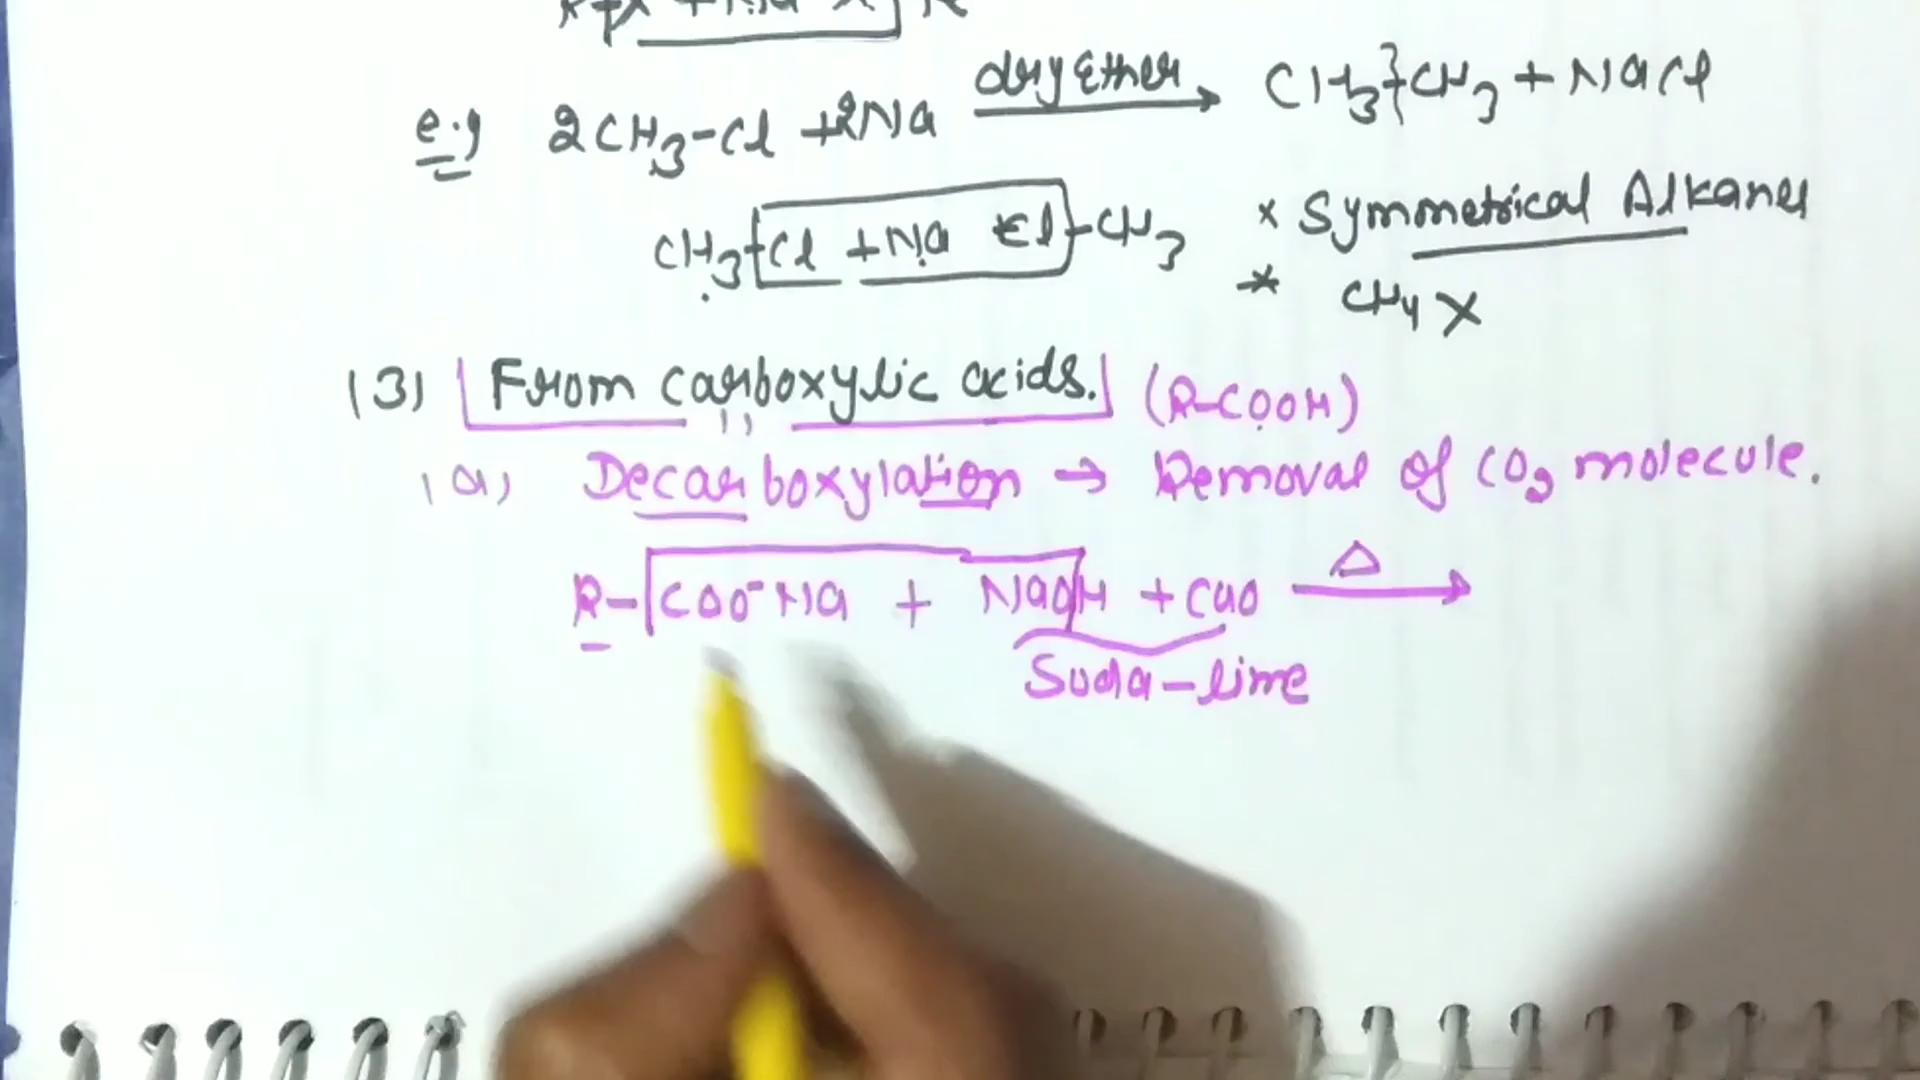 e.g 2CH₃-Cl +2Na dry Ether → CH₃}CH₃ + NaCl
CH₃ Cl + Na Cl -CH₃ × Symmetrical Alkanes
* CH₄ X
(3) From carboxylic acids. (R-COOH)
(a) Decarboxylation → Removal of CO₂ molecule.
R- COO⁻Na + NaOH + CaO Δ →
Soda-lime